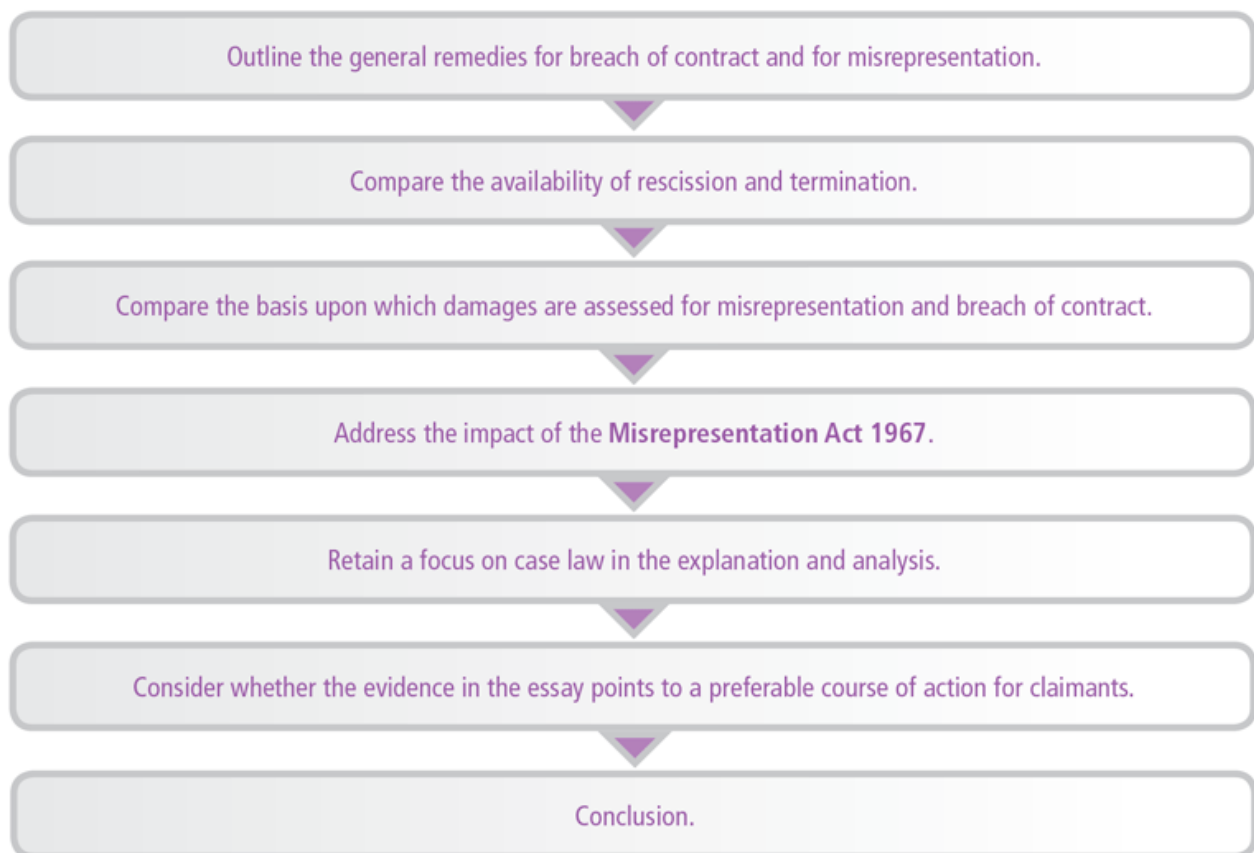 Outline the general remedies for breach of contract and for misrepresentation.
Compare the availability of rescission and termination.
Compare the basis upon which damages are assessed for misrepresentation and breach of contract.
Address the impact of the Misrepresentation Act 1967.
Retain a focus on case law in the explanation and analysis.
Consider whether the evidence in the essay points to a preferable course of action for claimants.
Conclusion.